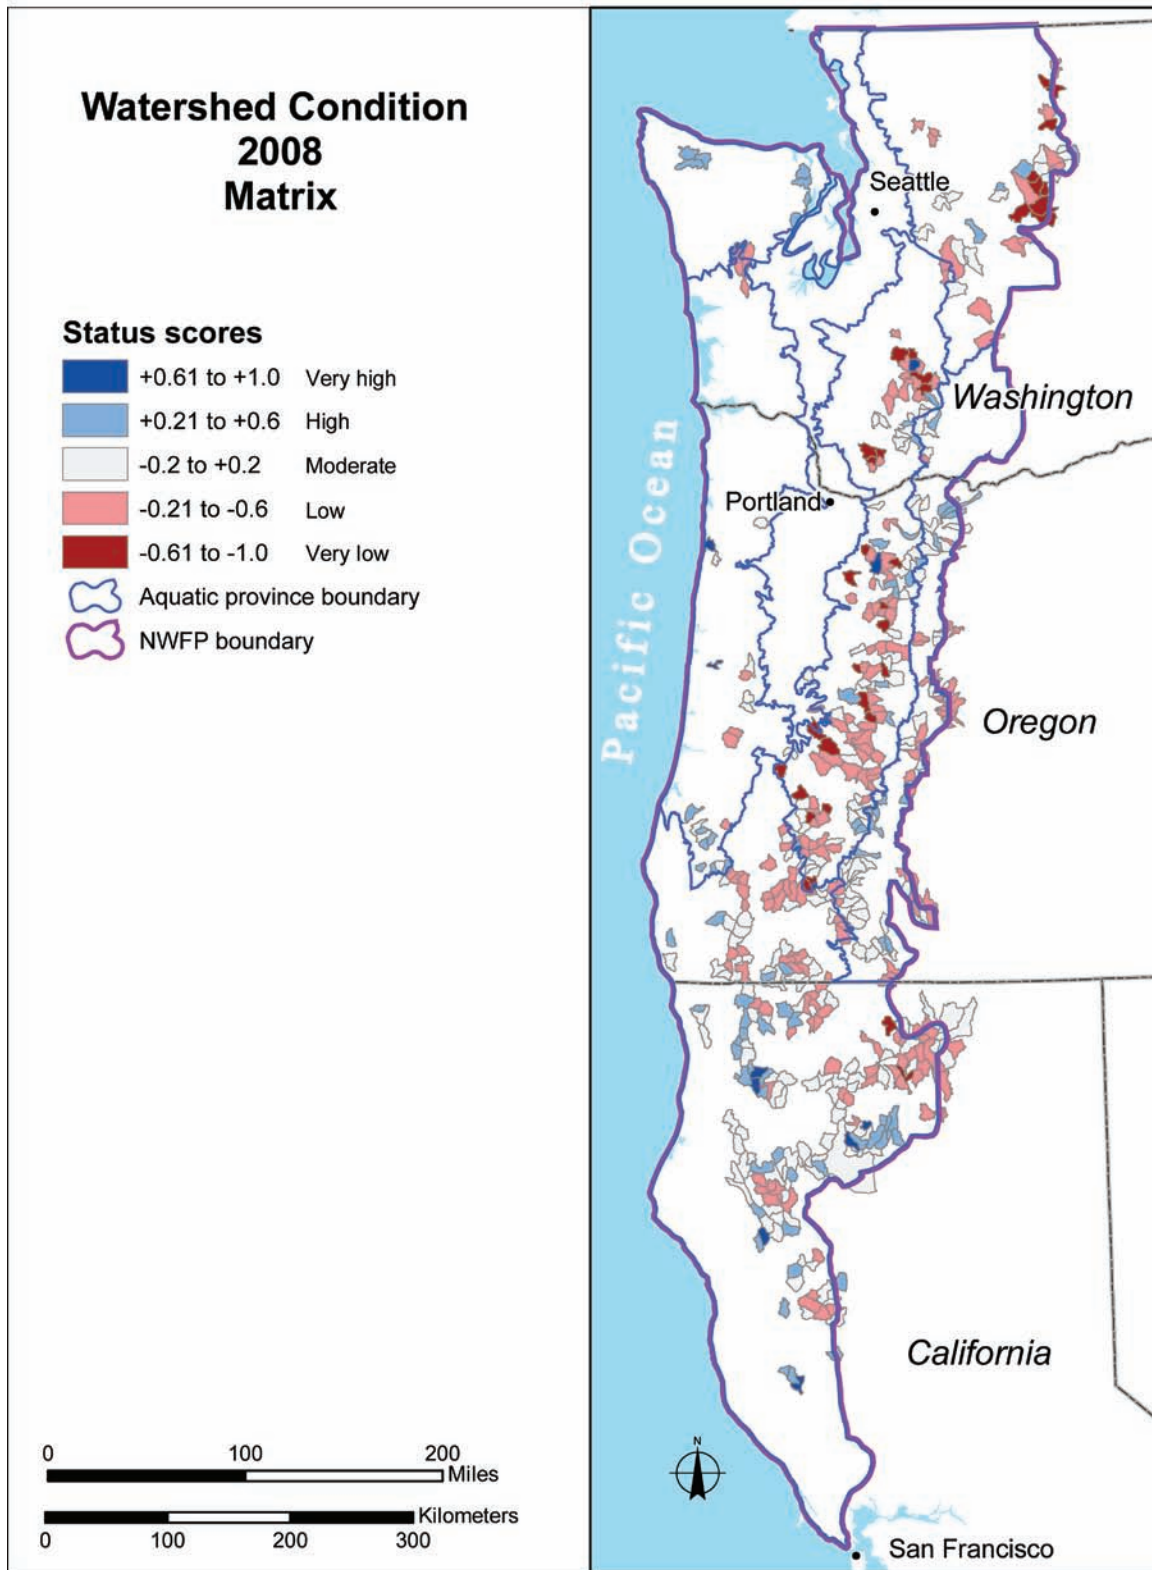 Watershed Condition
2008
Matrix
Status scores
+0.61 to +1.0 Very high
+0.21 to +0.6 High
-0.2 to +0.2 Moderate
-0.21 to -0.6 Low
-0.61 to -1.0 Very low
Aquatic province boundary
NWFP boundary
0 100 200
Miles
Kilometers
0 100 200 300
Seattle
Washington
Portland
Pacific Ocean
Oregon
California
N
San Francisco